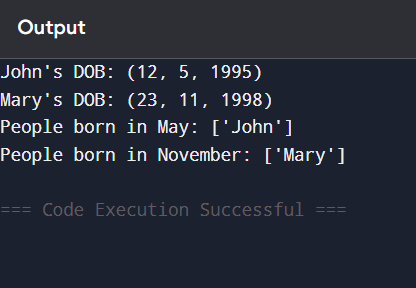 Output
John's DOB: (12, 5, 1995)
Mary's DOB: (23, 11, 1998)
People born in May: ['John']
People born in November: ['Mary']
=== Code Execution Successful ===